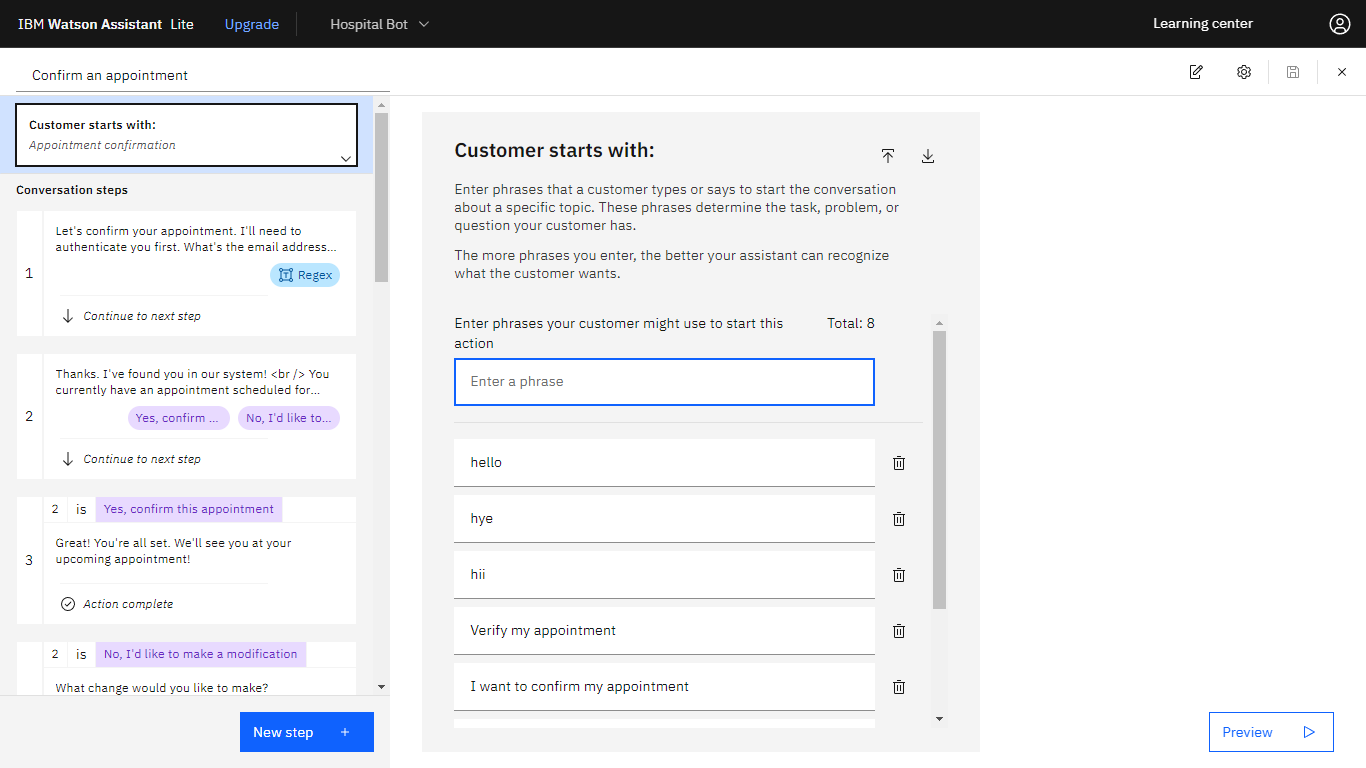 IBM Watson Assistant Lite
Upgrade
Hospital Bot
Learning center
Confirm an appointment
Customer starts with:
Appointment confirmation
Conversation steps
1
Let's confirm your appointment. I'll need to
authenticate you first. What's the email address...
Regex
Continue to next step
2
Thanks. I've found you in our system! <br /> You
currently have an appointment scheduled for...
Yes, confirm ...
No, I'd like to...
Continue to next step
3
2 is Yes, confirm this appointment
Great! You're all set. We'll see you at your
upcoming appointment!
Action complete
2 is No, I'd like to make a modification
What change would you like to make?
New step +
Customer starts with:
Enter phrases that a customer types or says to start the conversation
about a specific topic. These phrases determine the task, problem, or
question your customer has.
The more phrases you enter, the better your assistant can recognize
what the customer wants.
Enter phrases your customer might use to start this
action
Total: 8
Enter a phrase
hello
hye
hii
Verify my appointment
I want to confirm my appointment
Preview